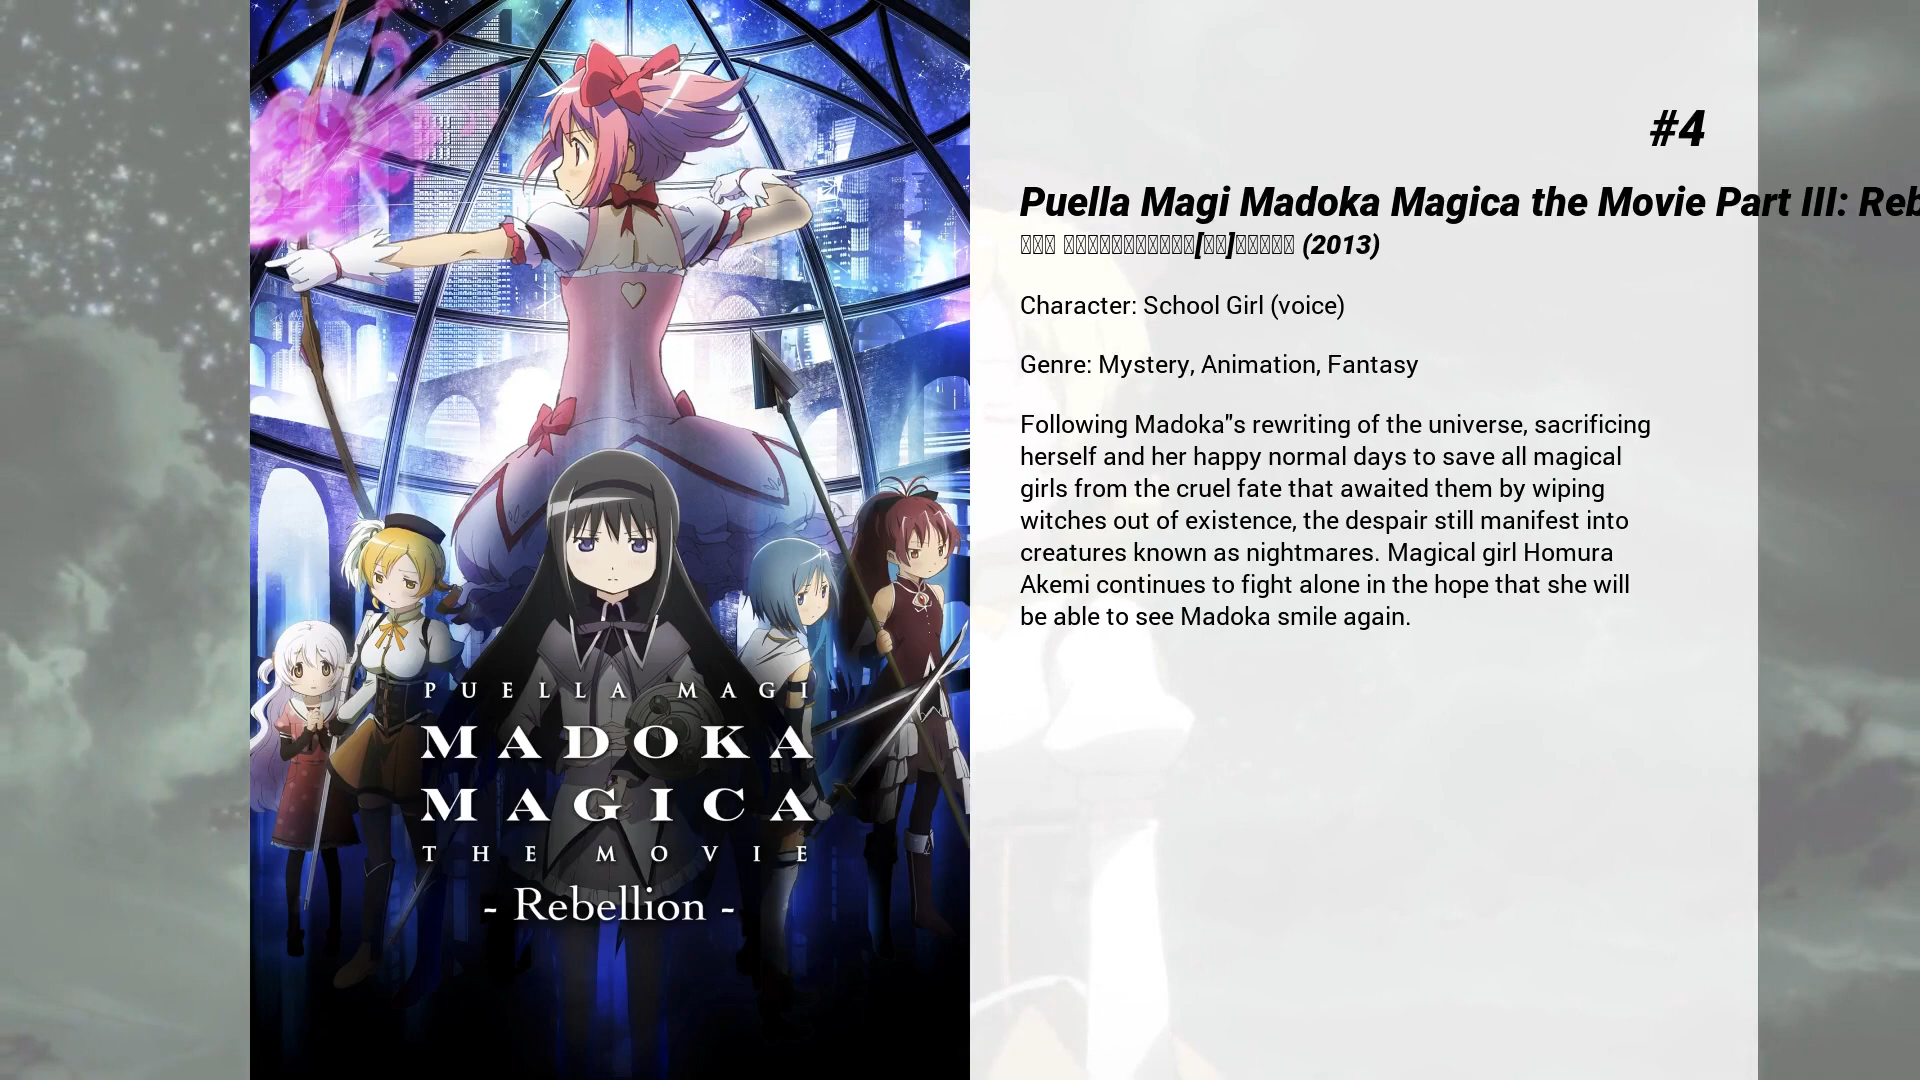 PUELLA MAGI
MADOKA
MAGICA
THE MOVIE
- Rebellion -
#4
Puella Magi Madoka Magica the Movie Part III: Reb
[ ] (2013)
Character: School Girl (voice)
Genre: Mystery, Animation, Fantasy
Following Madoka"s rewriting of the universe, sacrificing
herself and her happy normal days to save all magical
girls from the cruel fate that awaited them by wiping
witches out of existence, the despair still manifest into
creatures known as nightmares. Magical girl Homura
Akemi continues to fight alone in the hope that she will
be able to see Madoka smile again.